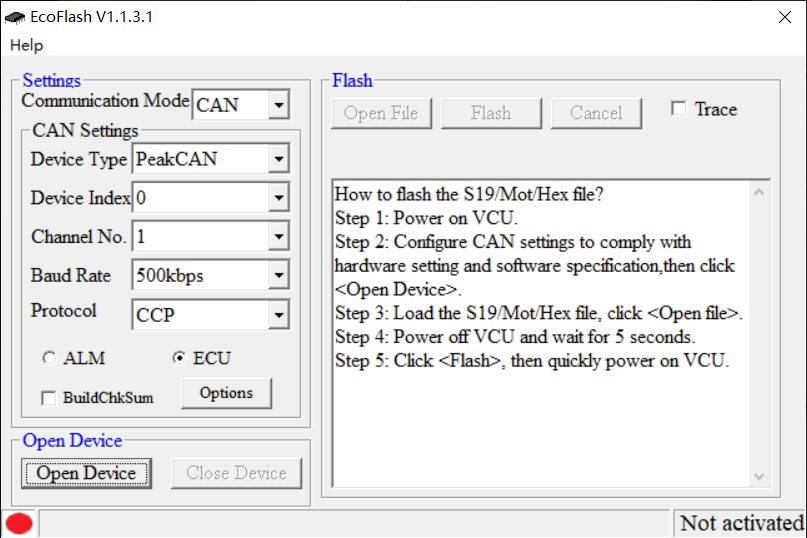 EcoFlash V1.1.3.1
Help
Settings
Communication Mode CAN
CAN Settings
Device Type PeakCAN
Device Index 0
Channel No. 1
Baud Rate 500kbps
Protocol CCP
ALM ECU
BuildChkSum Options
Open Device
Open Device Close Device
Flash
Open File Flash Cancel Trace
How to flash the S19/Mot/Hex file?
Step 1: Power on VCU.
Step 2: Configure CAN settings to comply with
hardware setting and software specification,then click
<Open Device>.
Step 3: Load the S19/Mot/Hex file, click <Open file>.
Step 4: Power off VCU and wait for 5 seconds.
Step 5: Click <Flash>, then quickly power on VCU.
Not activated